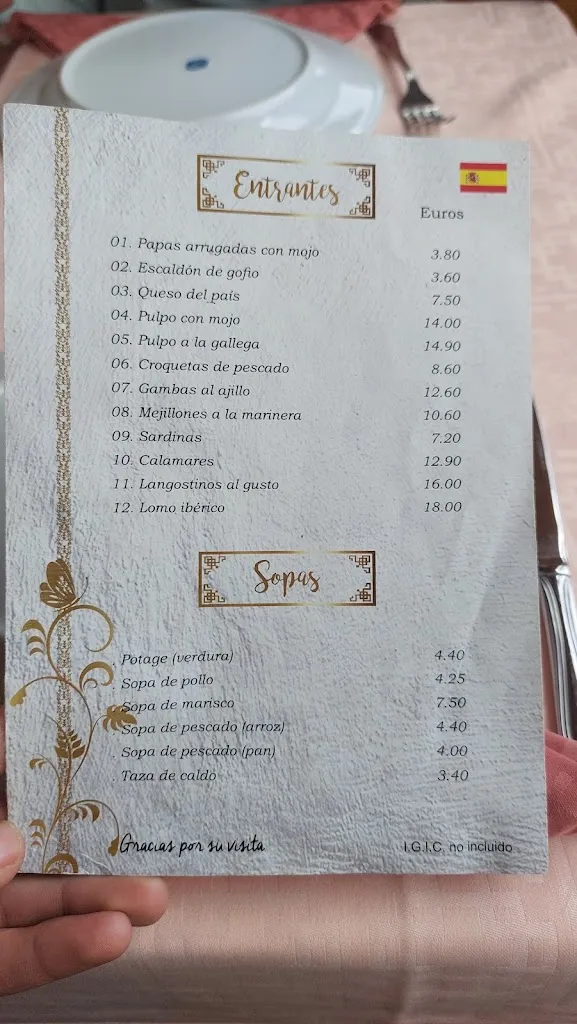 Entrantes
Euros
01. Papas arrugadas con mojo 3.80
02. Escaldón de gofio 3.60
03. Queso del país 7.50
04. Pulpo con mojo 14.00
05. Pulpo a la gallega 14.90
06. Croquetas de pescado 8.60
07. Gambas al ajillo 12.60
08. Mejillones a la marinera 10.60
09. Sardinas 7.20
10. Calamares 12.90
11. Langostinos al gusto 16.00
12. Lomo ibérico 18.00
Sopas
. Potage (verdura) 4.40
. Sopa de pollo 4.25
. Sopa de marisco 7.50
. Sopa de pescado (arroz) 4.40
. Sopa de pescado (pan) 4.00
. Taza de caldo 3.40
Gracias por su visita I.G.I.C. no incluido